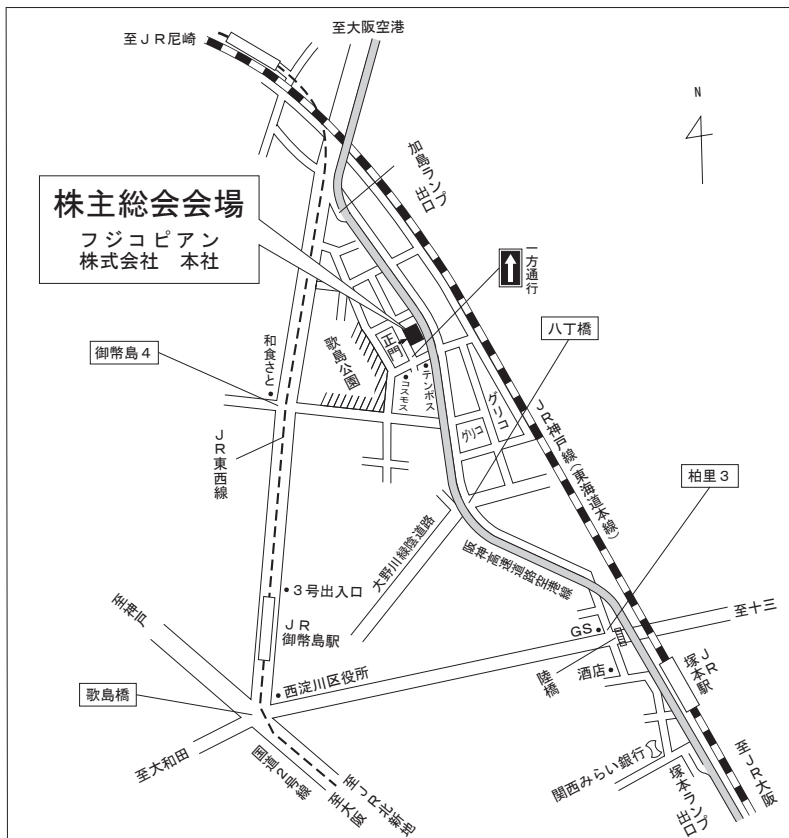 至JR尼崎
至大阪空港
N
加島ランプ
出口
株主総会会場
フジコピアン
株式会社　本社
一方通行
八丁橋
正門
歌島公園
和食さと
御幣島4
コスモス
テンポス
グリコ
グリコ
JR神戸線(東海道本線)
柏里3
JR東西線
大野川緑陰道路
阪神高速道路空港線
3号出入口
至神戸
JR
御幣島駅
GS
至十三
陸橋
酒店
JR
塚本駅
西淀川区役所
歌島橋
至大和田
国道2号線
至大阪
至JR北新地
関西みらい銀行
塚本ランプ
出口
至JR大阪